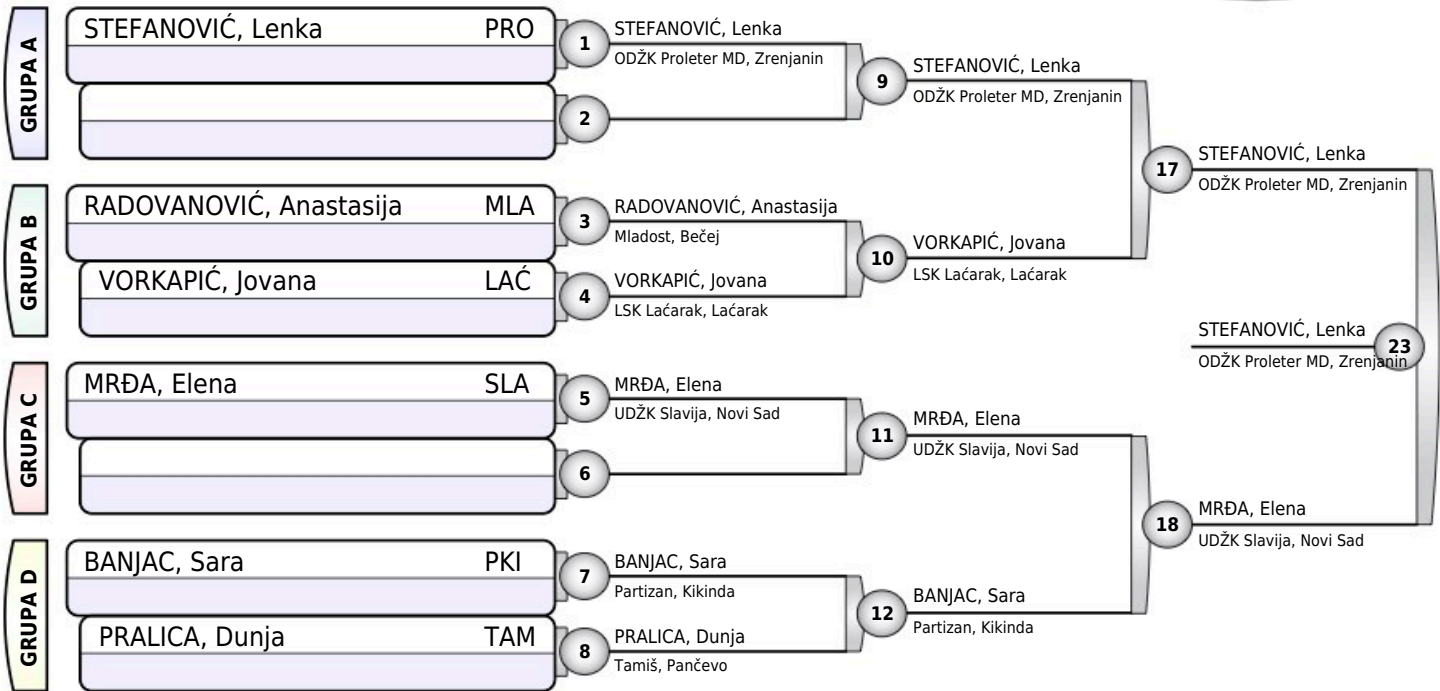 GRUPA A
STEFANOVIĆ, Lenka PRO
1
STEFANOVIĆ, Lenka
ODŽK Proleter MD, Zrenjanin
2
9
STEFANOVIĆ, Lenka
ODŽK Proleter MD, Zrenjanin
GRUPA B
RADOVANOVIĆ, Anastasija MLA
3
RADOVANOVIĆ, Anastasija
Mladost, Bečej
VORKAPIĆ, Jovana LAĆ
4
VORKAPIĆ, Jovana
LSK Laćarak, Laćarak
10
VORKAPIĆ, Jovana
LSK Laćarak, Laćarak
17
STEFANOVIĆ, Lenka
ODŽK Proleter MD, Zrenjanin
GRUPA C
MRĐA, Elena SLA
5
MRĐA, Elena
UDŽK Slavija, Novi Sad
6
11
MRĐA, Elena
UDŽK Slavija, Novi Sad
GRUPA D
BANJAC, Sara PKI
7
BANJAC, Sara
Partizan, Kikinda
PRALICA, Dunja TAM
8
PRALICA, Dunja
Tamiš, Pančevo
12
BANJAC, Sara
Partizan, Kikinda
18
MRĐA, Elena
UDŽK Slavija, Novi Sad
STEFANOVIĆ, Lenka
ODŽK Proleter MD, Zrenjanin
23